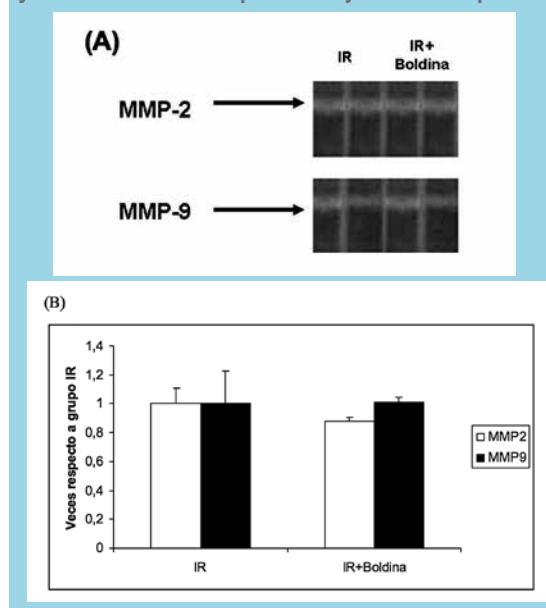 (A)
IR
IR+
Boldina
MMP-2
MMP-9
(B)
Veces respecto a grupo IR
1,4
1,2
1
0,8
0,6
0,4
0,2
0
IR
IR+Boldina
MMP2
MMP9